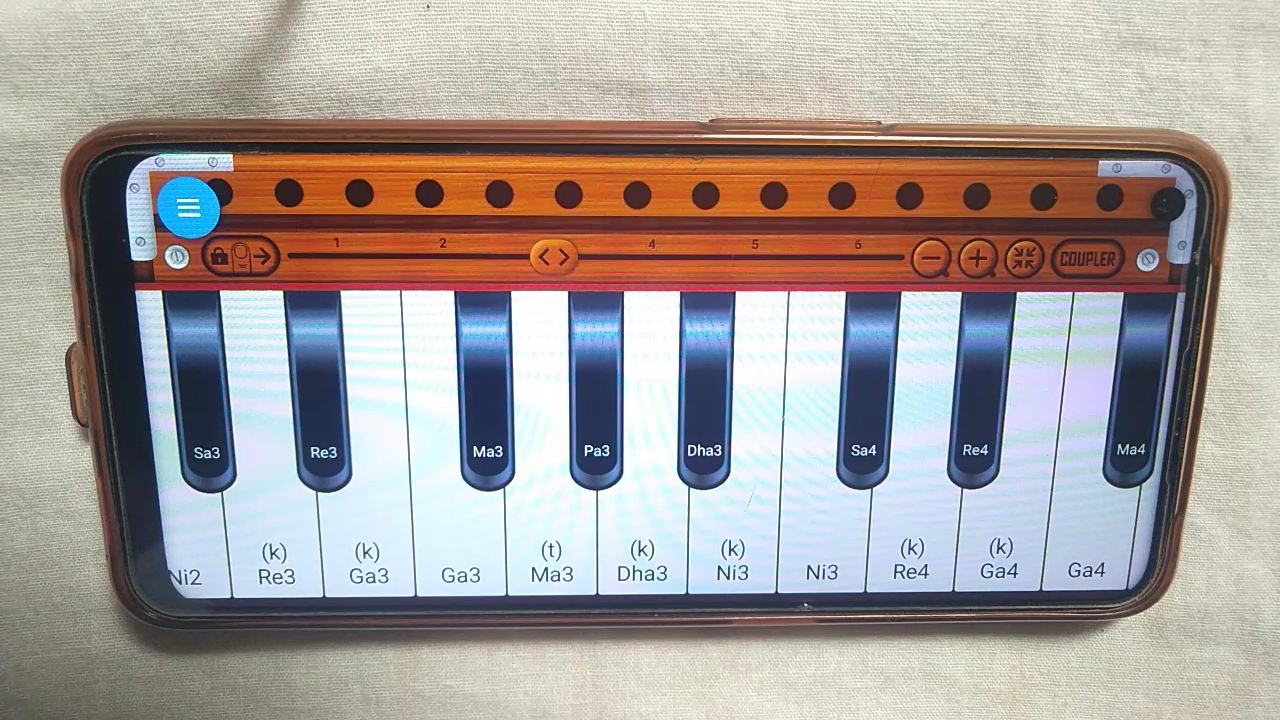 1 2 4 5 6
COUPLER
Sa3 Re3 Ma3 Pa3 Dha3 Sa4 Re4 Ma4
(k) (k) (t) (k) (k) (k) (k)
Ni2 Re3 Ga3 Ga3 Ma3 Dha3 Ni3 Ni3 Re4 Ga4 Ga4